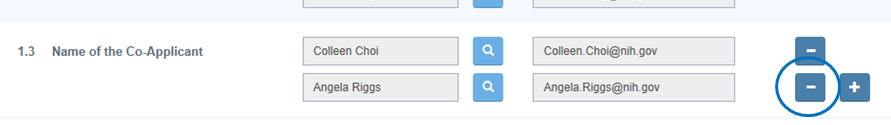 1.3 Name of the Co-Applicant Colleen Choi Colleen.Choi@nih.gov −
Angela Riggs Angela.Riggs@nih.gov − +